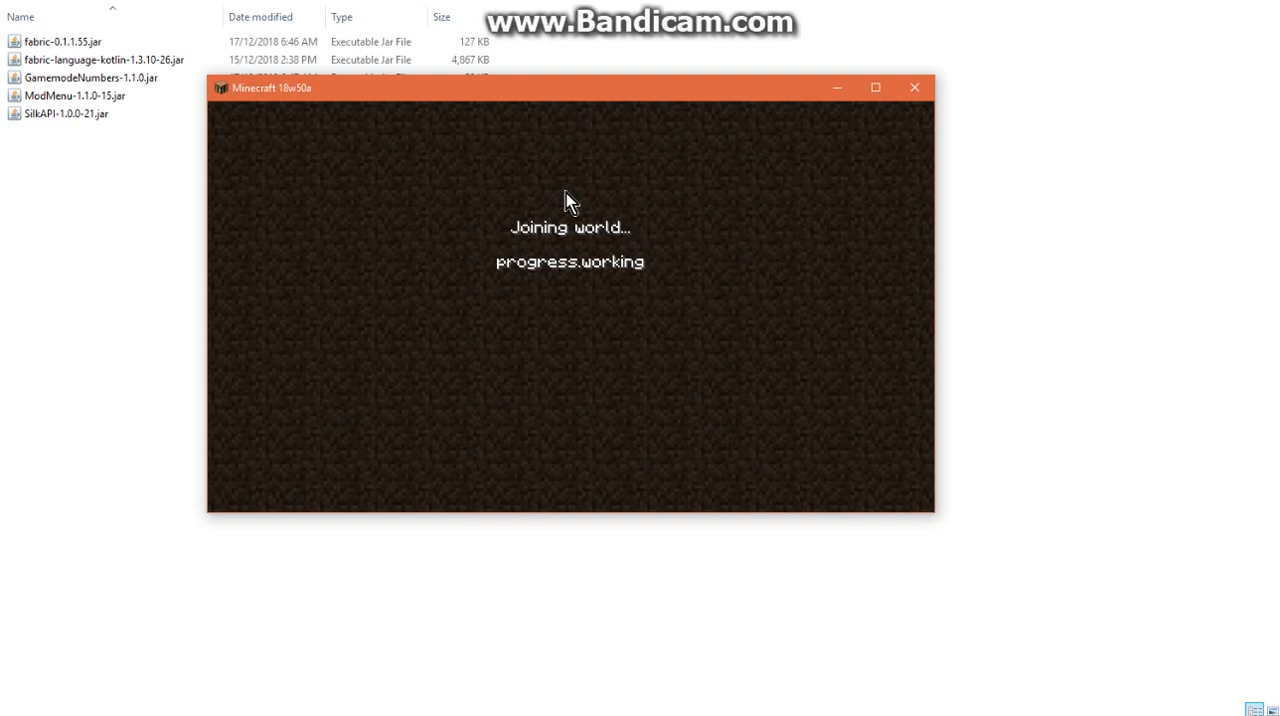 Name Date modified Type Size
www.Bandicam.com
fabric-0.1.1.55.jar 17/12/2018 6:46 AM Executable Jar File 127 KB
fabric-language-kotlin-1.3.10-26.jar 15/12/2018 2:38 PM Executable Jar File 4,867 KB
GamemodeNumbers-1.1.0.jar
ModMenu-1.1.0-15.jar
SilkAPI-1.0.0-21.jar
Minecraft 18w50a
Joining world...
progress.working